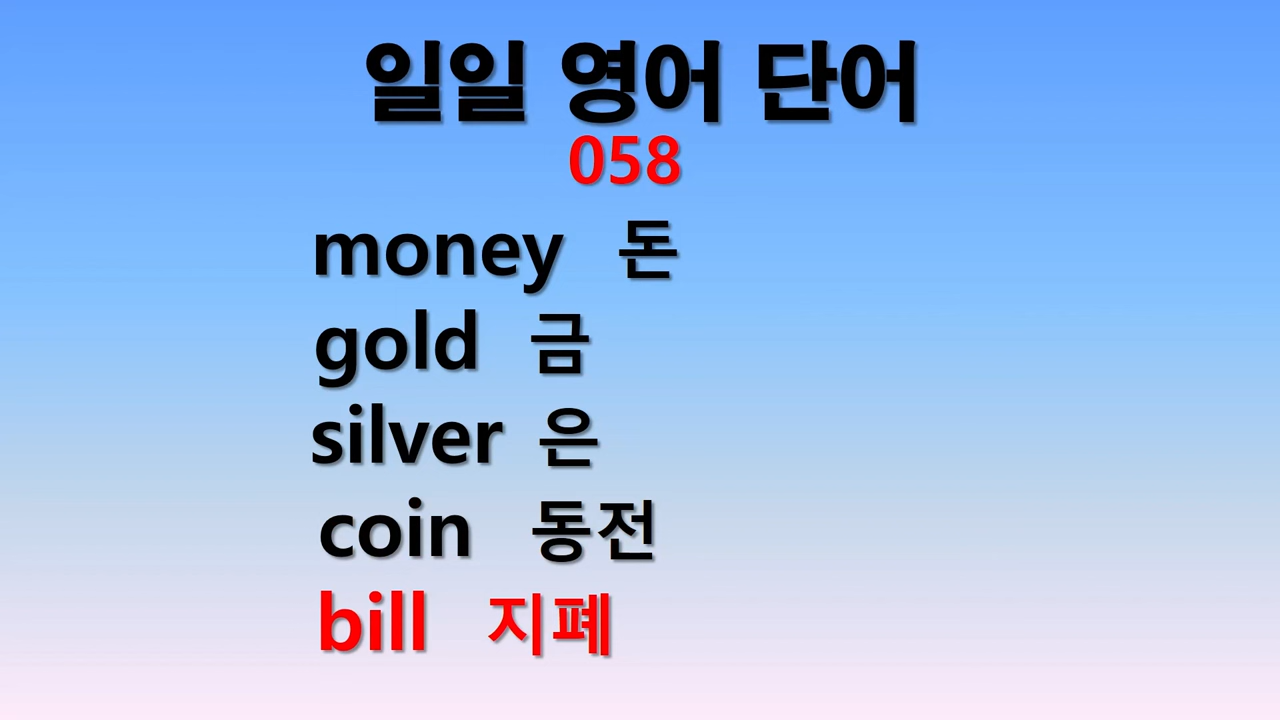 일일 영어 단어
058
money 돈
gold 금
silver 은
coin 동전
bill 지폐